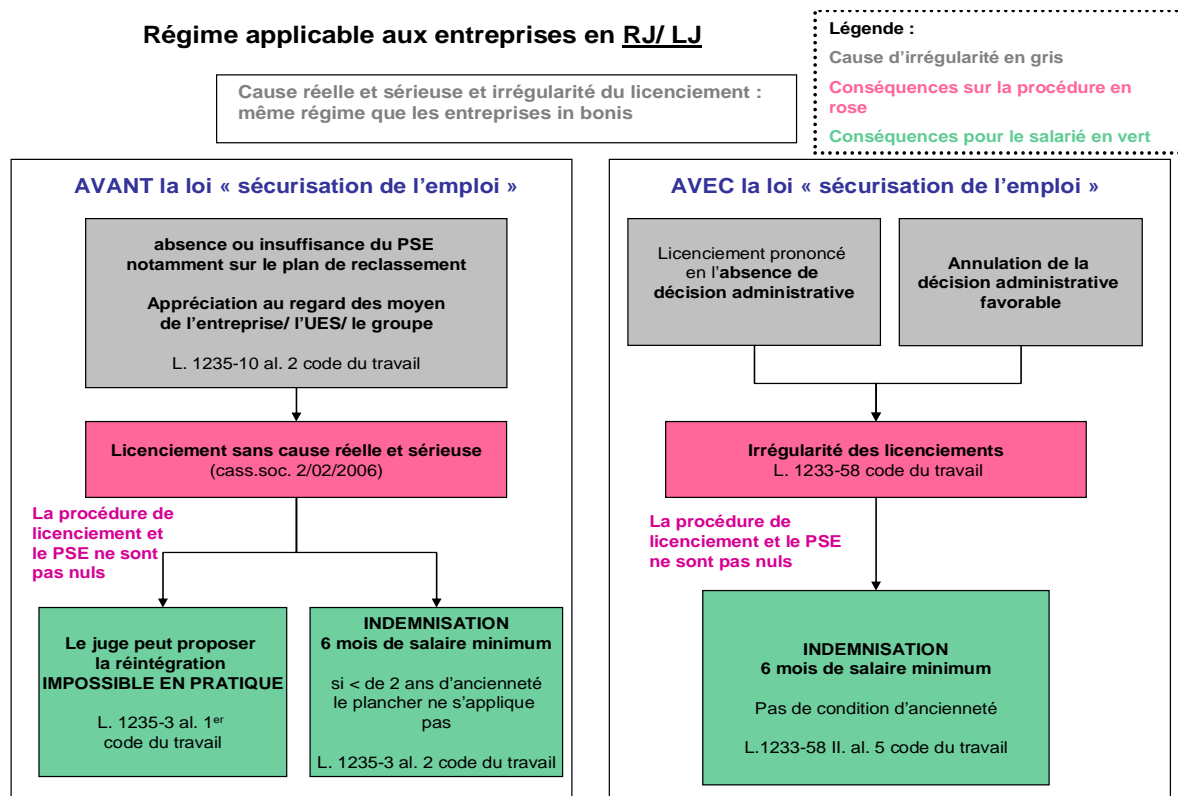 Régime applicable aux entreprises en RJ/ LJ
Légende :
Cause d'irrégularité en gris
Conséquences sur la procédure en
rose
Conséquences pour le salarié en vert
Cause réelle et sérieuse et irrégularité du licenciement :
même régime que les entreprises in bonis
AVANT la loi « sécurisation de l'emploi »
absence ou insuffisance du PSE
notamment sur le plan de reclassement
Appréciation au regard des moyen
de l'entreprise/ l'UES/ le groupe
L. 1235-10 al. 2 code du travail
Licenciement sans cause réelle et sérieuse
(cass.soc. 2/02/2006)
La procédure de
licenciement et
le PSE ne sont
pas nuls
Le juge peut proposer
la réintégration
IMPOSSIBLE EN PRATIQUE
L. 1235-3 al. 1er
code du travail
INDEMNISATION
6 mois de salaire minimum
si < de 2 ans d'ancienneté
le plancher ne s'applique
pas
L. 1235-3 al. 2 code du travail
AVEC la loi « sécurisation de l'emploi »
Licenciement prononcé
en l'absence de
décision administrative
Annulation de la
décision administrative
favorable
Irrégularité des licenciements
L. 1233-58 code du travail
La procédure de
licenciement et le PSE
ne sont pas nuls
INDEMNISATION
6 mois de salaire minimum
Pas de condition d'ancienneté
L.1233-58 II. al. 5 code du travail